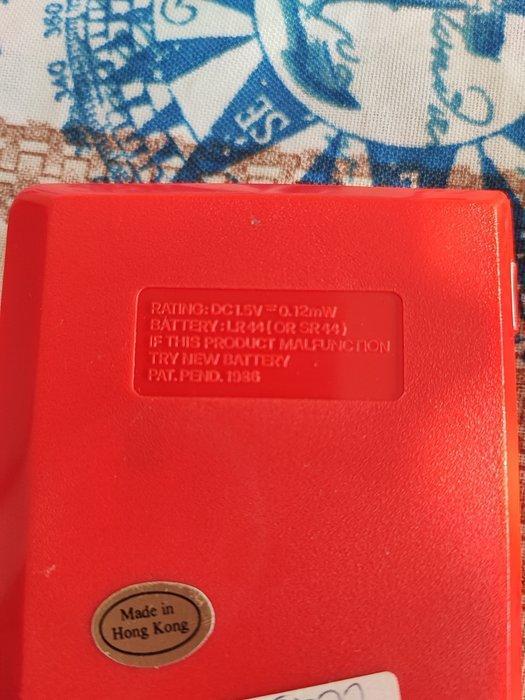 SE
RATING: DC 1.5V ⎓ 0.12mW
BATTERY: LR44 (OR SR44)
IF THIS PRODUCT MALFUNCTION
TRY NEW BATTERY
PAT. PEND. 1986
Made in
Hong Kong